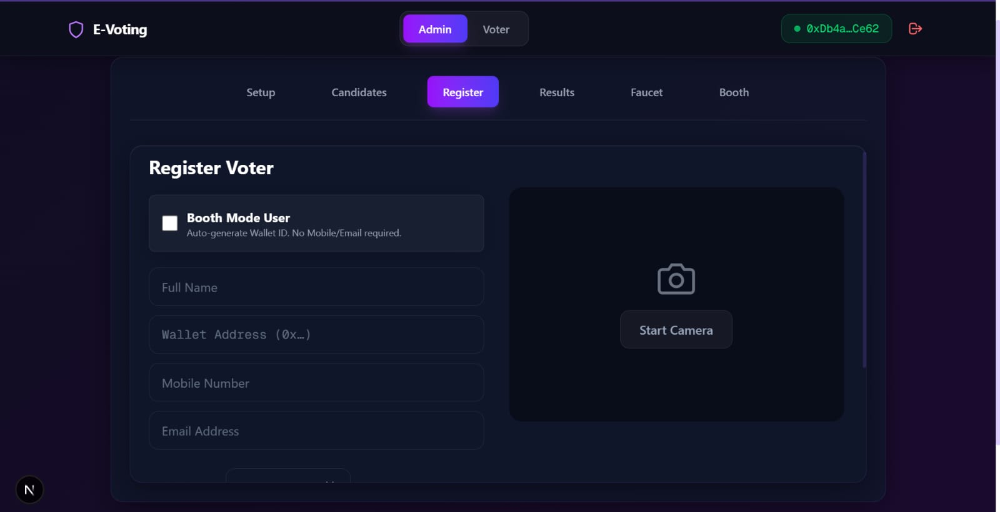 E-Voting
Admin
Voter
0xDb4a…Ce62
Setup
Candidates
Register
Results
Faucet
Booth
Register Voter
Booth Mode User
Auto-generate Wallet ID. No Mobile/Email required.
Full Name
Wallet Address (0x…)
Mobile Number
Email Address
Start Camera
N